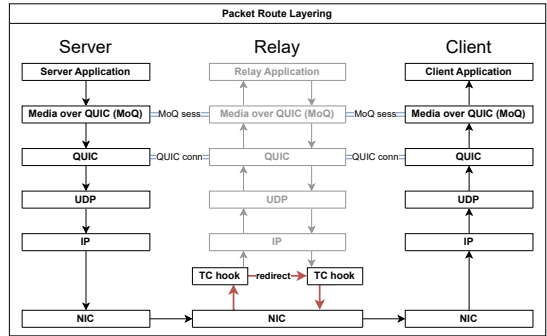 Packet Route Layering
Server Relay Client
Server Application Relay Application Client Application
Media over QUIC (MoQ) MoQ sess Media over QUIC (MoQ) MoQ sess Media over QUIC (MoQ)
QUIC QUIC conn QUIC QUIC conn QUIC
UDP UDP UDP
IP IP IP
TC hook redirect TC hook
NIC NIC NIC